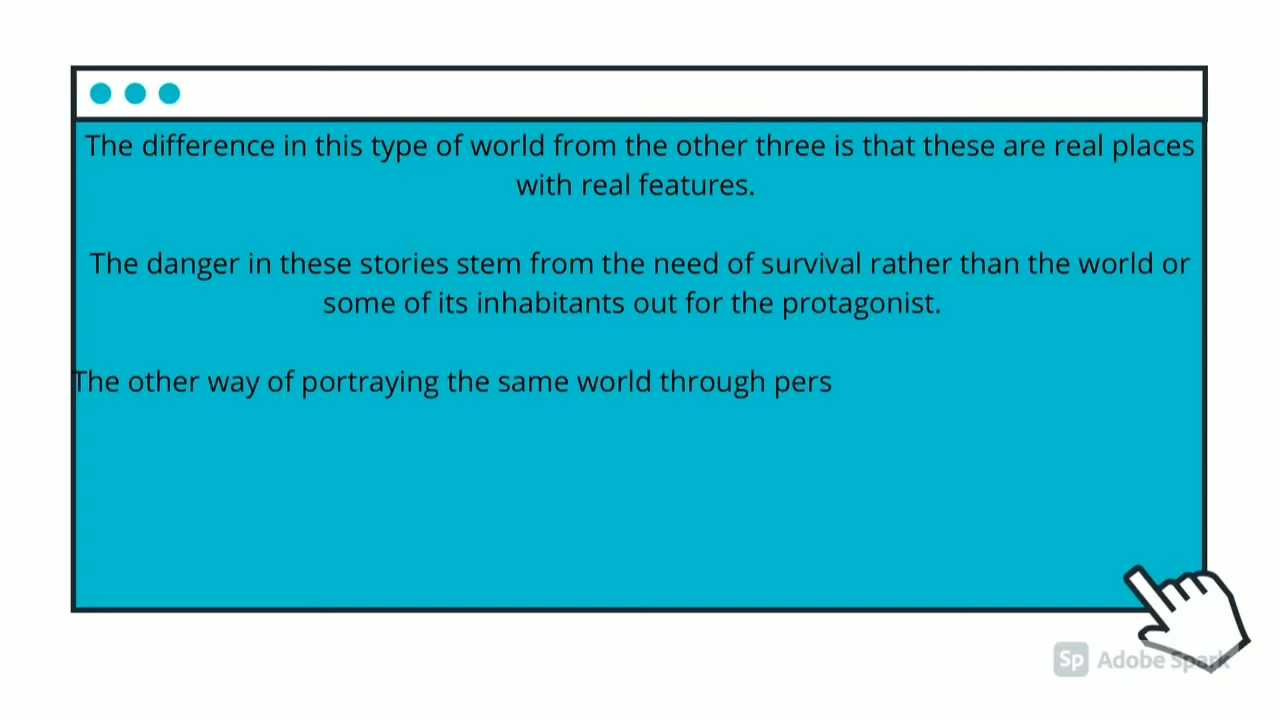 The difference in this type of world from the other three is that these are real places
with real features.
The danger in these stories stem from the need of survival rather than the world or
some of its inhabitants out for the protagonist.
The other way of portraying the same world through pers
Sp Adobe Spark